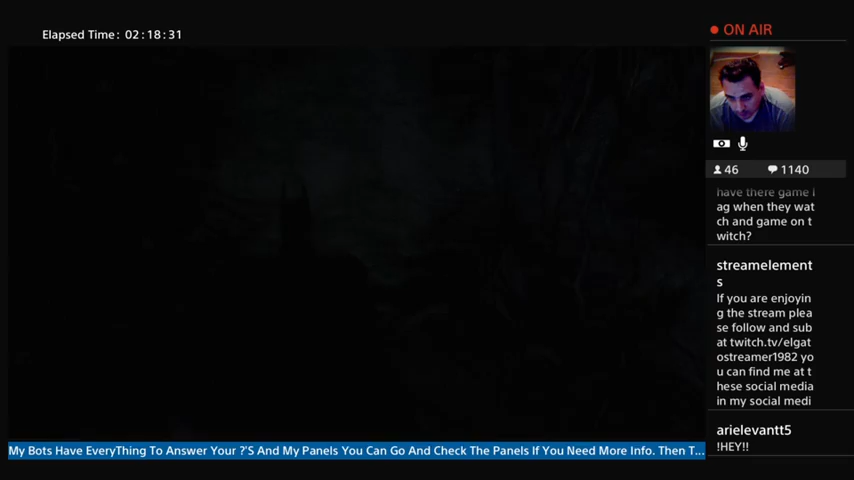 Elapsed Time: 02:18:31
ON AIR
46 1140
have there game l
ag when they wat
ch and game on t
witch?
streamelement
s
If you are enjoyin
g the stream plea
se follow and sub
at twitch.tv/elgat
ostreamer1982 yo
u can find me at t
hese social media
in my social medi
arielevantt5
!HEY!!
My Bots Have EveryThing To Answer Your ?'S And My Panels You Can Go And Check The Panels If You Need More Info. Then T...